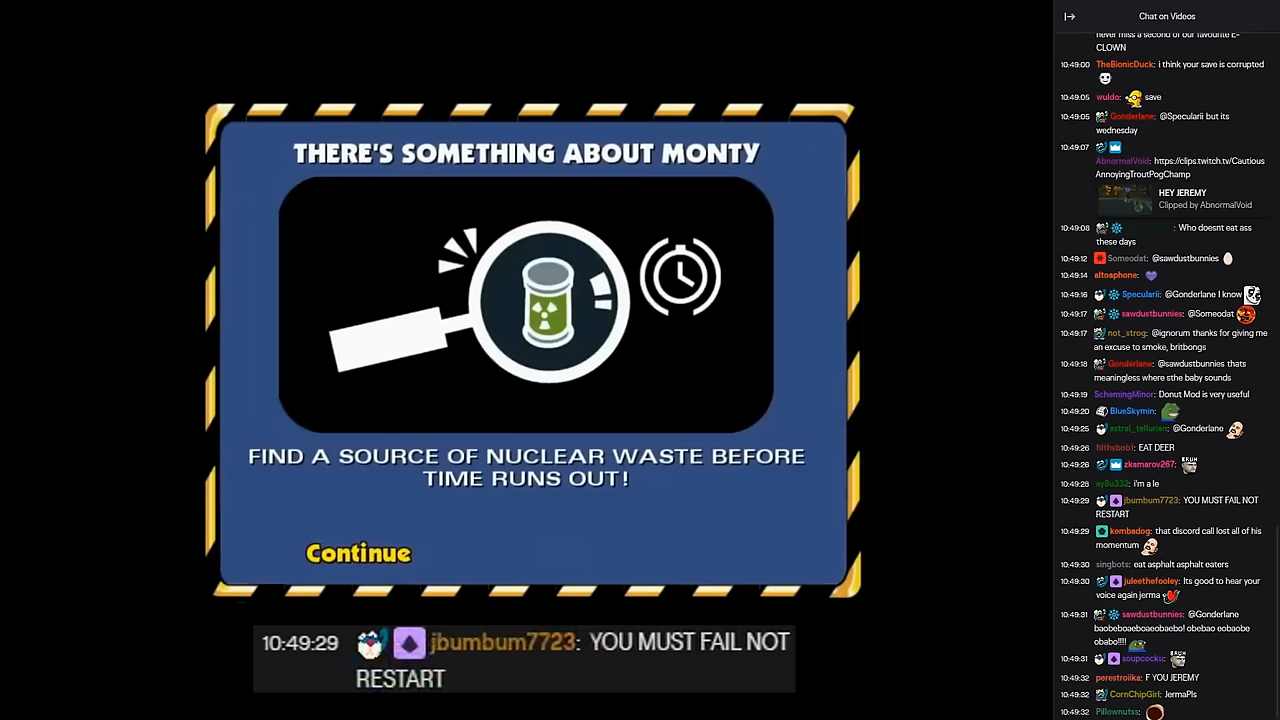 THERE'S SOMETHING ABOUT MONTY
FIND A SOURCE OF NUCLEAR WASTE BEFORE
TIME RUNS OUT!
Continue
10:49:29 jbumbum7723: YOU MUST FAIL NOT
RESTART
Chat on Videos
never miss a second of our favourite E-
CLOWN
10:49:00 TheBionicDuck: i think your save is corrupted
10:49:05 wuldo: save
10:49:05 Gonderlane: @Specularii but its
wednesday
10:49:07
AbnormalVoid: https://clips.twitch.tv/Cautious
AnnoyingTroutPogChamp
HEY JEREMY
Clipped by AbnormalVoid
10:49:08 : Who doesnt eat ass
these days
10:49:12 Someodat: @sawdustbunnies
10:49:14 altoaphone:
10:49:16 Specularii: @Gonderlane I know
10:49:17 sawdustbunnies: @Someodat
10:49:17 not_strog: @ignorum thanks for giving me
an excuse to smoke, britbongs
10:49:18 Gonderlane: @sawdustbunnies thats
meaningless where sthe baby sounds
10:49:19 SchemingMinor: Donut Mod is very useful
10:49:20 BlueSkymin:
10:49:25 astral_tellurian: @Gonderlane
10:49:26 filthybob1: EAT DEER
10:49:26 zkamarov267: BRUH
10:49:28 oy8u332: i'm a le
10:49:29 jbumbum7723: YOU MUST FAIL NOT
RESTART
10:49:29 kembadog: that discord call lost all of his
momentum
10:49:30 singbots: eat asphalt asphalt eaters
10:49:30 juleethefooley: Its good to hear your
voice again jerma
10:49:31 sawdustbunnies: @Gonderlane
baobeboaeboaeobaebo! obebao eobaobe
obabo!!!!
10:49:31 soupcocku: BRUH
10:49:32 perestroiika: F YOU JEREMY
10:49:32 CornChipGirl: JermaPls
10:49:32 Pillownutss: